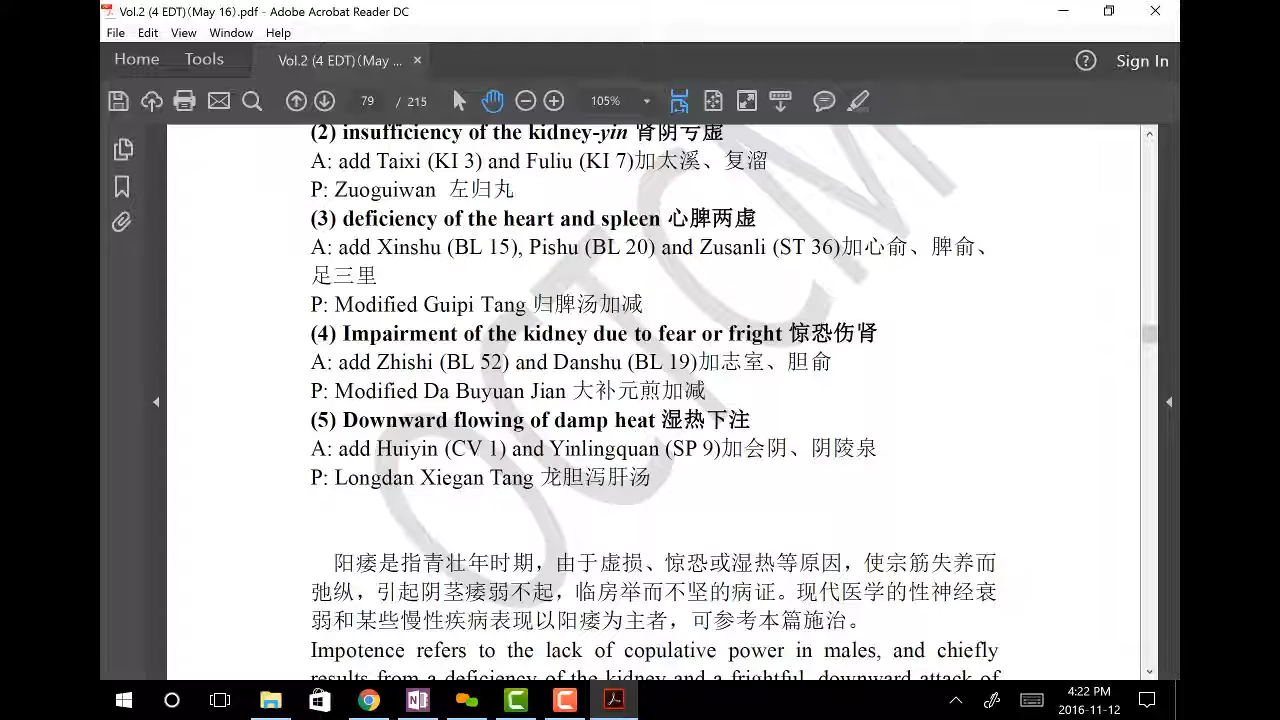 Vol.2 (4 EDT)(May 16).pdf - Adobe Acrobat Reader DC
File Edit View Window Help
Home Tools Vol.2 (4 EDT)(May ... × ? Sign In
79 / 215 105%
(2) insufficiency of the kidney-yin 肾阴亏虚
A: add Taixi (KI 3) and Fuliu (KI 7)加太溪、复溜
P: Zuoguiwan 左归丸
(3) deficiency of the heart and spleen 心脾两虚
A: add Xinshu (BL 15), Pishu (BL 20) and Zusanli (ST 36)加心俞、脾俞、
足三里
P: Modified Guipi Tang 归脾汤加减
(4) Impairment of the kidney due to fear or fright 惊恐伤肾
A: add Zhishi (BL 52) and Danshu (BL 19)加志室、胆俞
P: Modified Da Buyuan Jian 大补元煎加减
(5) Downward flowing of damp heat 湿热下注
A: add Huiyin (CV 1) and Yinlingquan (SP 9)加会阴、阴陵泉
P: Longdan Xiegan Tang 龙胆泻肝汤
阳痿是指青壮年时期，由于虚损、惊恐或湿热等原因，使宗筋失养而
弛纵，引起阴茎痿弱不起，临房举而不坚的病证。现代医学的性神经衰
弱和某些慢性疾病表现以阳痿为主者，可参考本篇施治。
Impotence refers to the lack of copulative power in males, and chiefly
results from a deficiency of the kidney and a frightful, downward attack of
OCTCM
4:22 PM
2016-11-12